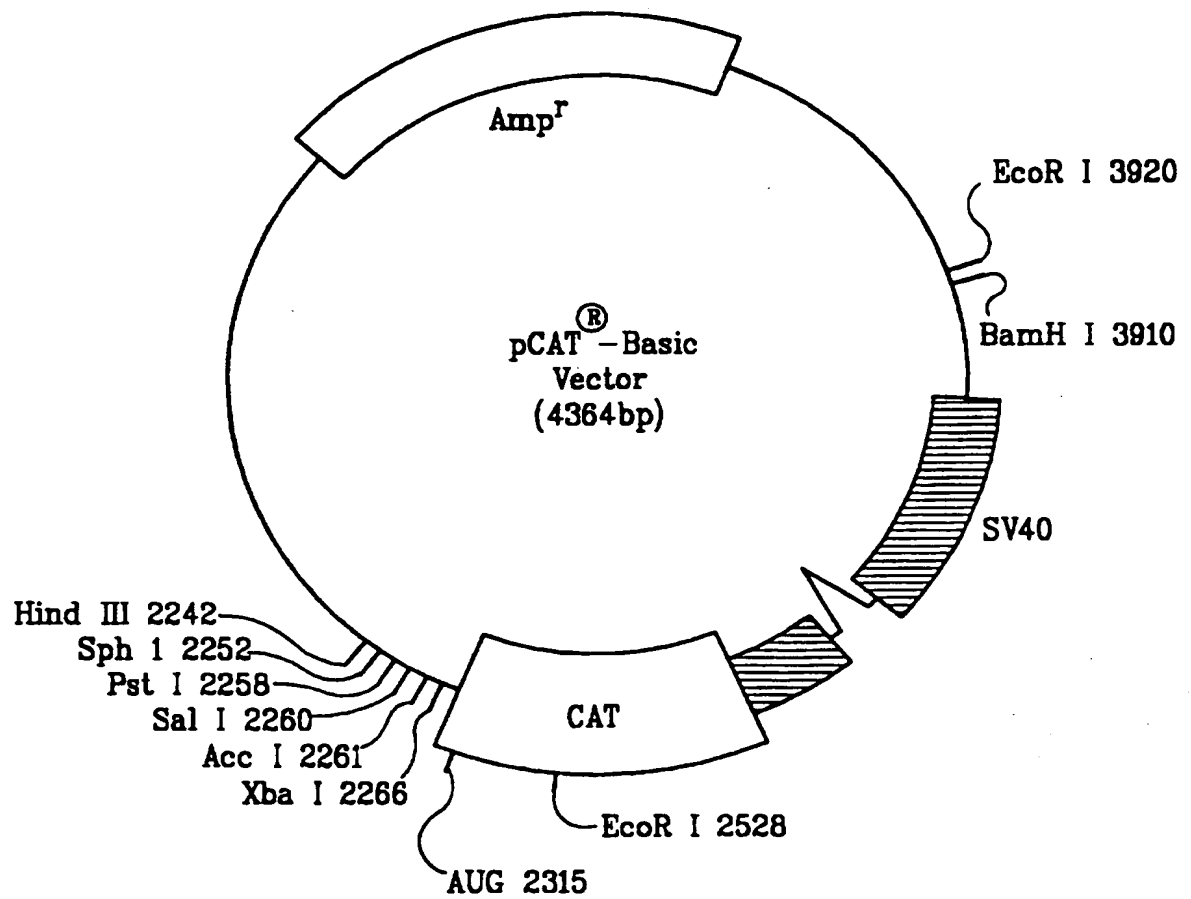 Ampʳ
EcoR I 3920
BamH I 3910
pCAT®-Basic
Vector
(4364bp)
SV40
Hind III 2242
Sph 1 2252
Pst I 2258
Sal I 2260
Acc I 2261
Xba I 2266
CAT
EcoR I 2528
AUG 2315